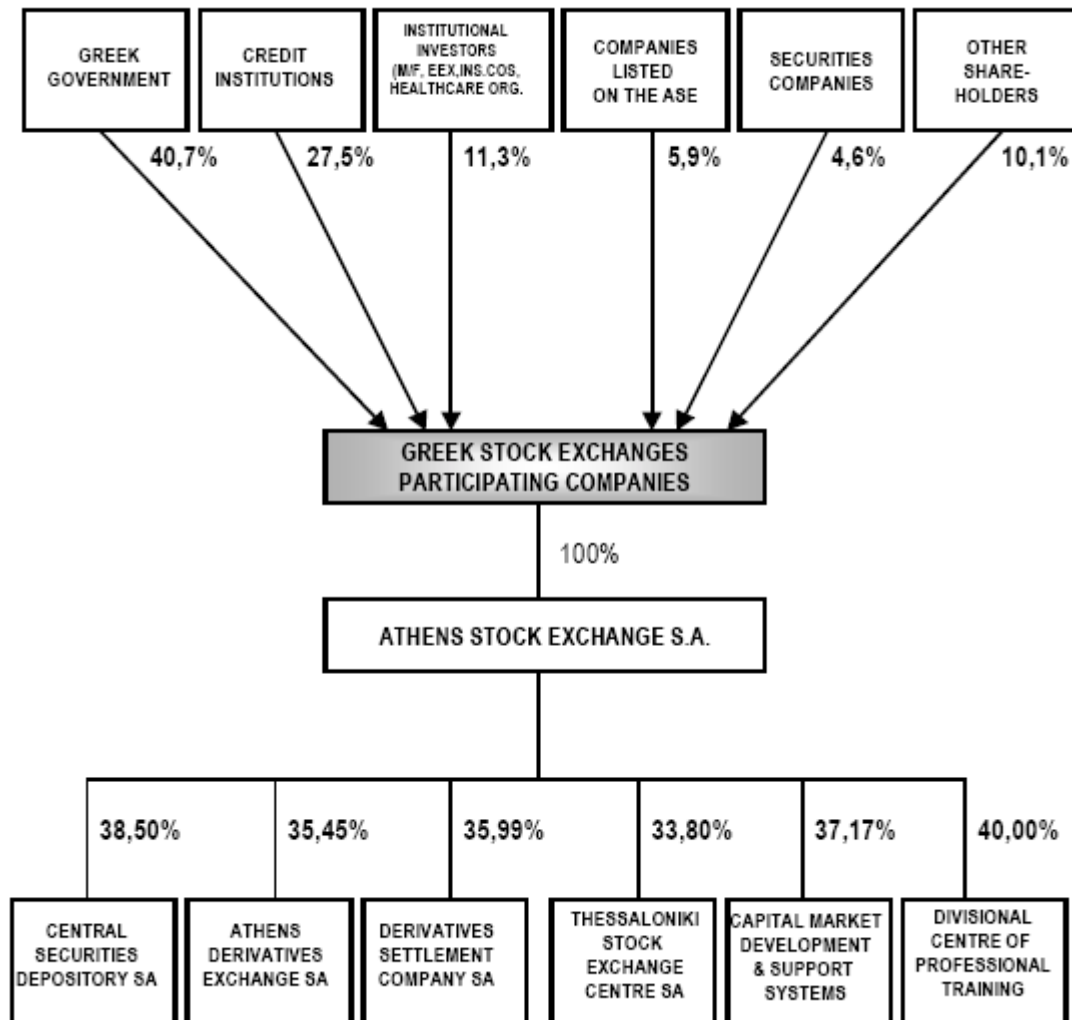 GREEK
GOVERNMENT
CREDIT
INSTITUTIONS
INSTITUTIONAL
INVESTORS
(M/F, EEX,INS.COS,
HEALTHCARE ORG.
COMPANIES
LISTED
ON THE ASE
SECURITIES
COMPANIES
OTHER
SHARE-
HOLDERS
40,7%
27,5%
11,3%
5,9%
4,6%
10,1%
GREEK STOCK EXCHANGES
PARTICIPATING COMPANIES
100%
ATHENS STOCK EXCHANGE S.A.
38,50%
35,45%
35,99%
33,80%
37,17%
40,00%
CENTRAL
SECURITIES
DEPOSITORY SA
ATHENS
DERIVATIVES
EXCHANGE SA
DERIVATIVES
SETTLEMENT
COMPANY SA
THESSALONIKI
STOCK
EXCHANGE
CENTRE SA
CAPITAL MARKET
DEVELOPMENT
& SUPPORT
SYSTEMS
DIVISIONAL
CENTRE OF
PROFESSIONAL
TRAINING